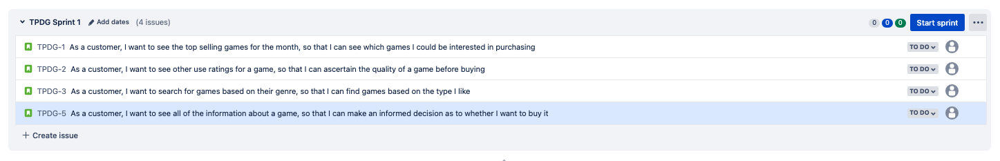 TPDG Sprint 1 Add dates (4 issues) 0 0 0 Start sprint
TPDG-1 As a customer, I want to see the top selling games for the month, so that I can see which games I could be interested in purchasing TO DO
TPDG-2 As a customer, I want to see other use ratings for a game, so that I can ascertain the quality of a game before buying TO DO
TPDG-3 As a customer, I want to search for games based on their genre, so that I can find games based on the type I like TO DO
TPDG-5 As a customer, I want to see all of the information about a game, so that I can make an informed decision as to whether I want to buy it TO DO
+ Create issue